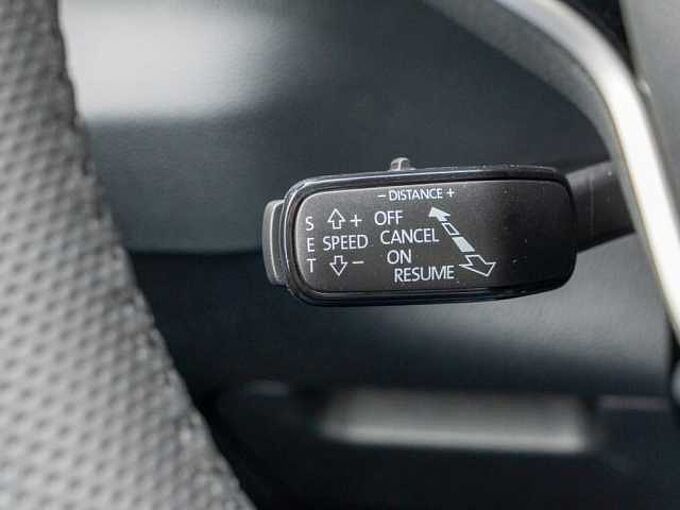 − DISTANCE +
S + OFF
E SPEED CANCEL
T − ON
RESUME